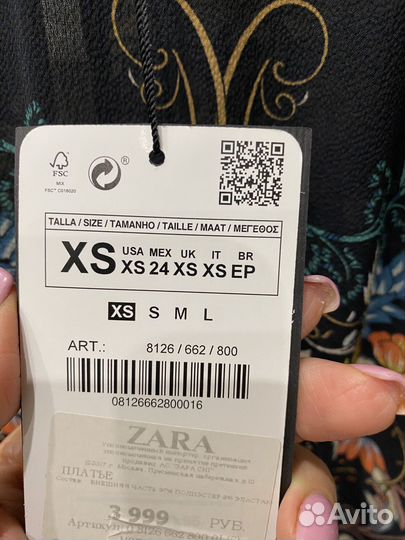 FSC
MIX
FSC™ C018020
®
TALLA / SIZE / TAMANHO / TAILLE / MAAT / ΜΕΓΕΘΟΣ
XS
USA MEX UK IT BR
XS 24 XS XS EP
XS S M L
ART.: 8126 / 662 / 800
08126662800016
ZARA
ПЛАТЬЕ
3 999 РУБ.
Avito